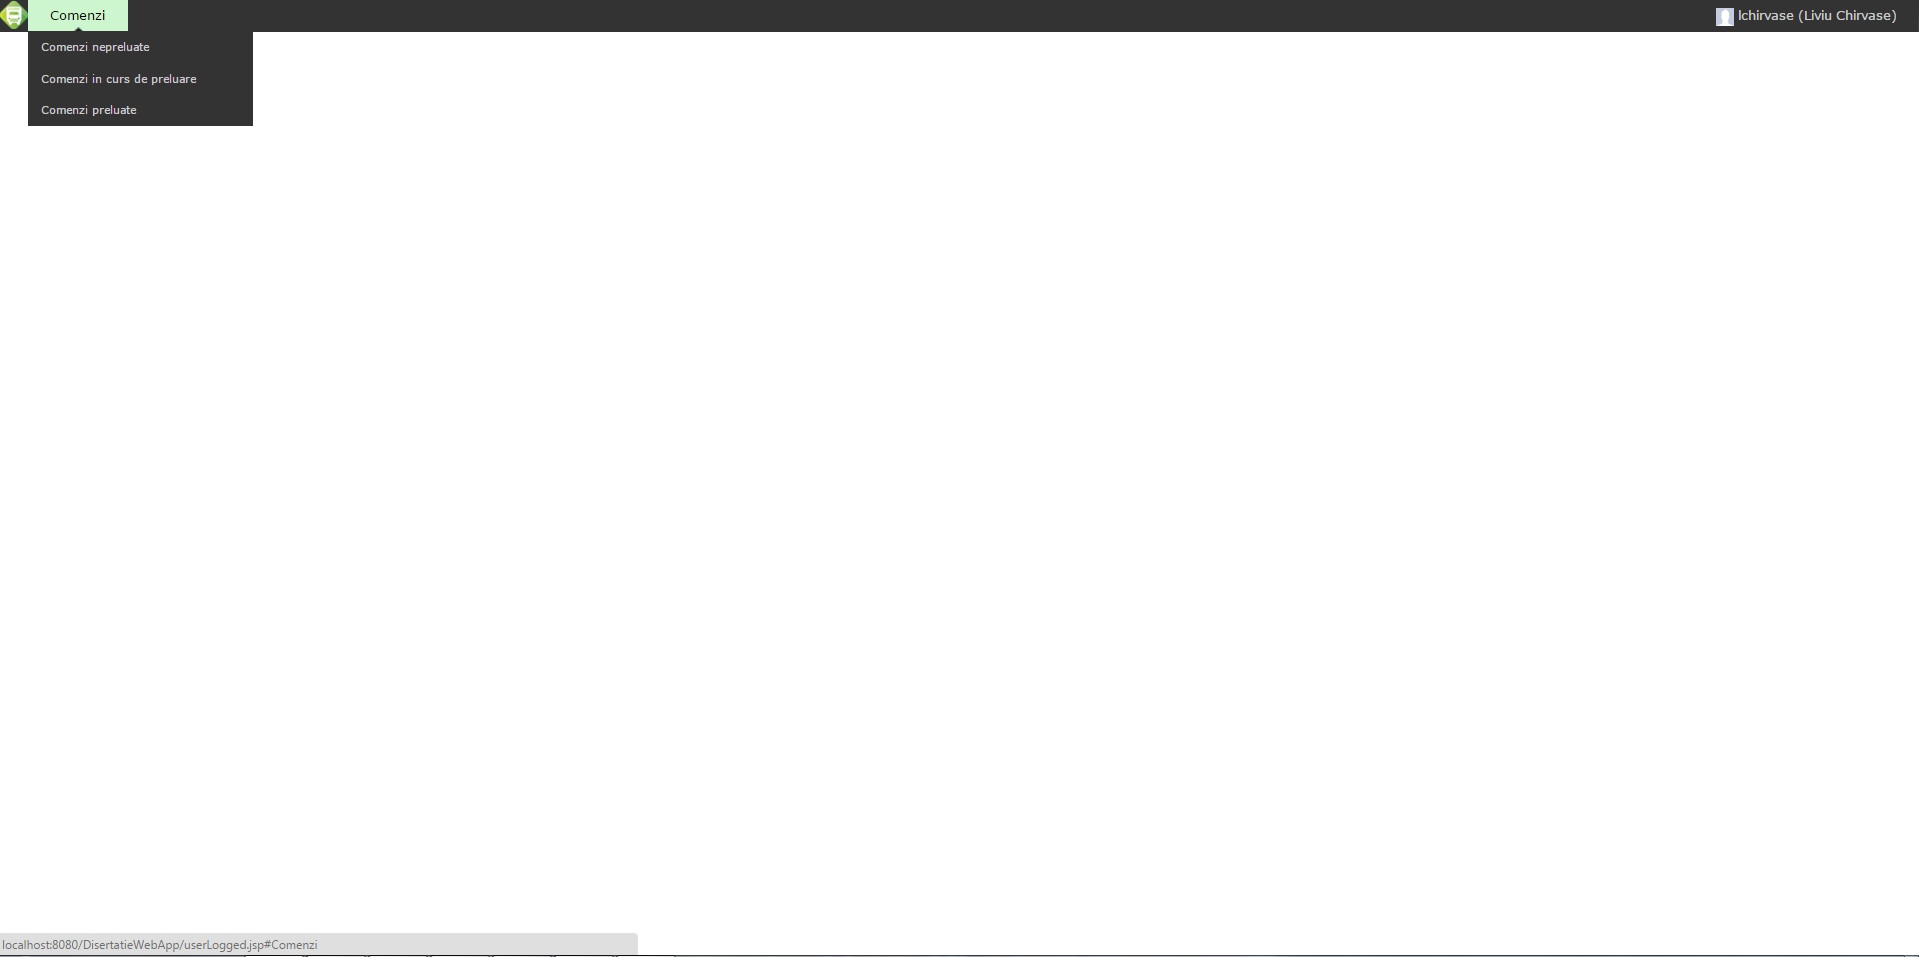 Comenzi
lchirvase (Liviu Chirvase)
Comenzi nepreluate
Comenzi in curs de preluare
Comenzi preluate
localhost:8080/DisertatieWebApp/userLogged.jsp#Comenzi